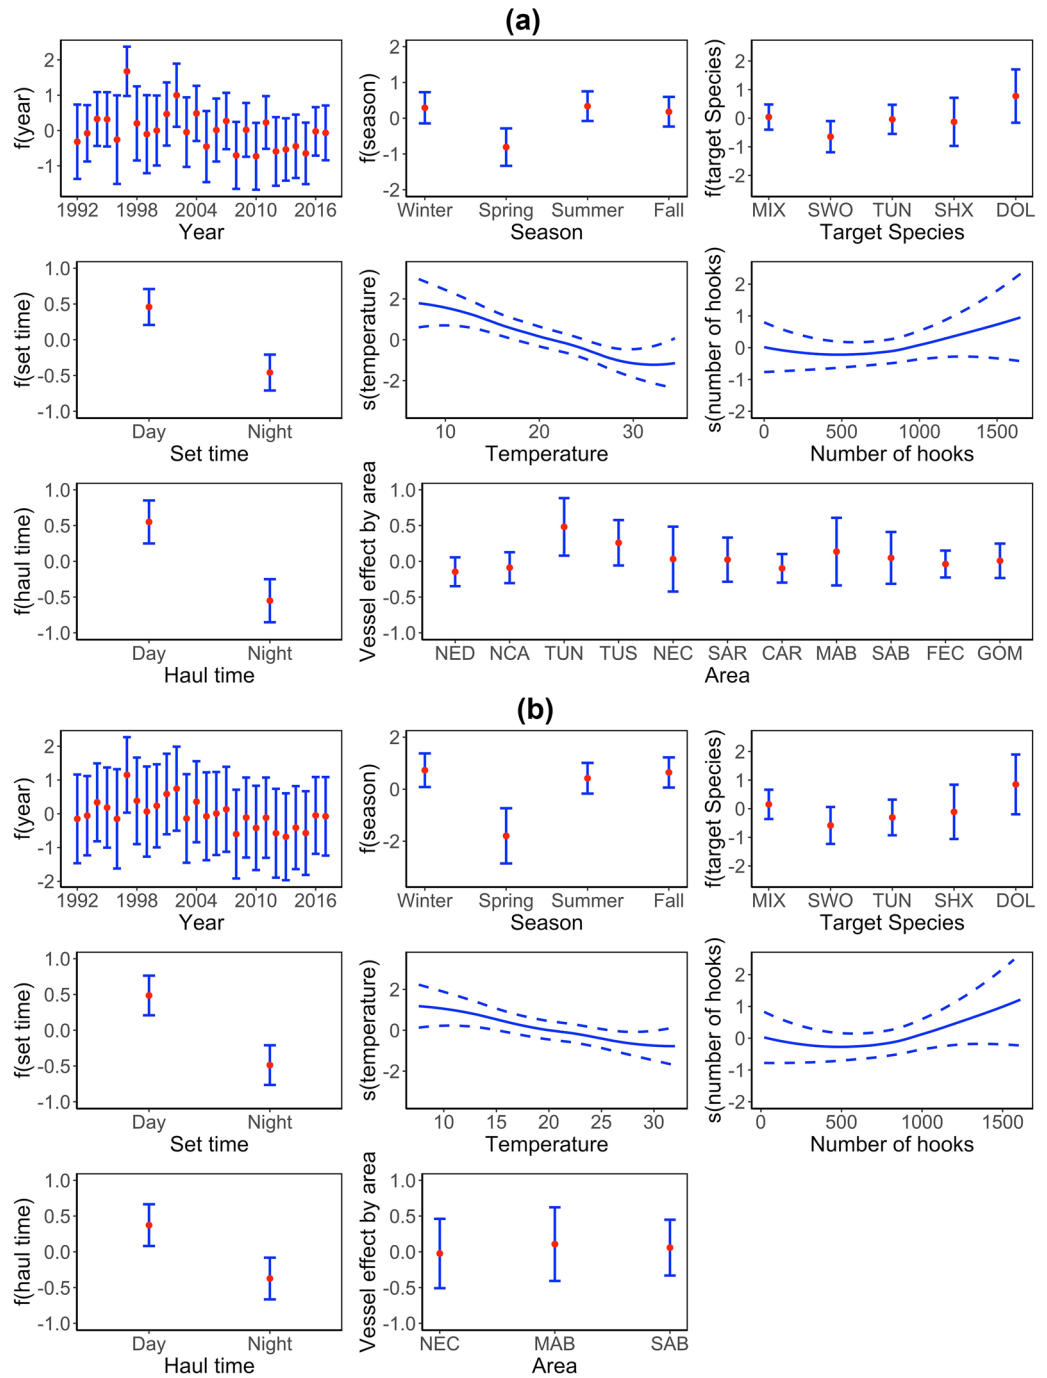 (a)
f(year)
2
1
0
-1
1992 1998 2004 2010 2016
Year
f(season)
2
1
0
-1
-2
Winter Spring Summer Fall
Season
f(target Species)
2
1
0
-1
-2
MIX SWO TUN SHX DOL
Target Species
f(set time)
1.0
0.5
0.0
-0.5
-1.0
Day Night
Set time
s(temperature)
2
0
-2
10 20 30
Temperature
s(number of hooks)
2
1
0
-1
-2
0 500 1000 1500
Number of hooks
f(haul time)
1.0
0.5
0.0
-0.5
-1.0
Day Night
Haul time
Vessel effect by area
1.0
0.5
0.0
-0.5
-1.0
NED NCA TUN TUS NEC SAR CAR MAB SAB FEC GOM
Area
(b)
f(year)
2
1
0
-1
-2
1992 1998 2004 2010 2016
Year
f(season)
2
0
-2
Winter Spring Summer Fall
Season
f(target Species)
2
1
0
-1
-2
MIX SWO TUN SHX DOL
Target Species
f(set time)
1.0
0.5
0.0
-0.5
-1.0
Day Night
Set time
s(temperature)
2
0
-2
10 15 20 25 30
Temperature
s(number of hooks)
2
1
0
-1
-2
0 500 1000 1500
Number of hooks
f(haul time)
1.0
0.5
0.0
-0.5
-1.0
Day Night
Haul time
Vessel effect by area
1.0
0.5
0.0
-0.5
-1.0
NEC MAB SAB
Area